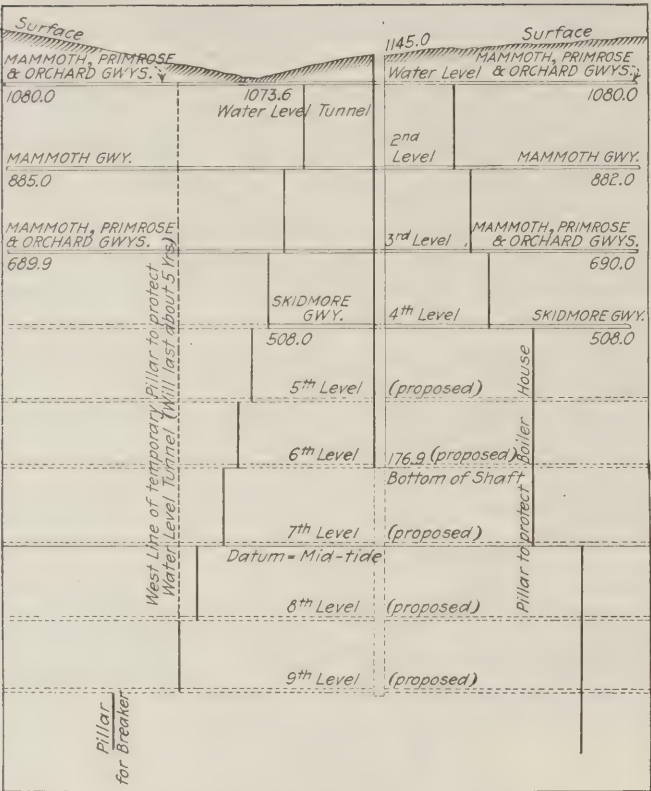 Surface
1145.0
Surface
MAMMOTH, PRIMROSE
& ORCHARD GWYS.
Water Level
MAMMOTH, PRIMROSE
& ORCHARD GWYS.
1080.0
1073.6
Water Level Tunnel
1080.0
2nd
Level
MAMMOTH GWY.
885.0
MAMMOTH GWY.
882.0
MAMMOTH, PRIMROSE
& ORCHARD GWYS.
689.9
3rd Level
MAMMOTH, PRIMROSE
& ORCHARD GWYS.
690.0
SKIDMORE
GWY.
508.0
4th Level
SKIDMORE GWY.
508.0
5th Level
(proposed)
6th Level
176.9 (proposed)
Bottom of Shaft
7th Level
(proposed)
Datum = Mid-tide
8th Level
(proposed)
9th Level
(proposed)
West Line of temporary Pillar to protect
Water Level Tunnel (Will last about 5 Yrs)
Pillar to protect Boiler House
Pillar
for Breaker